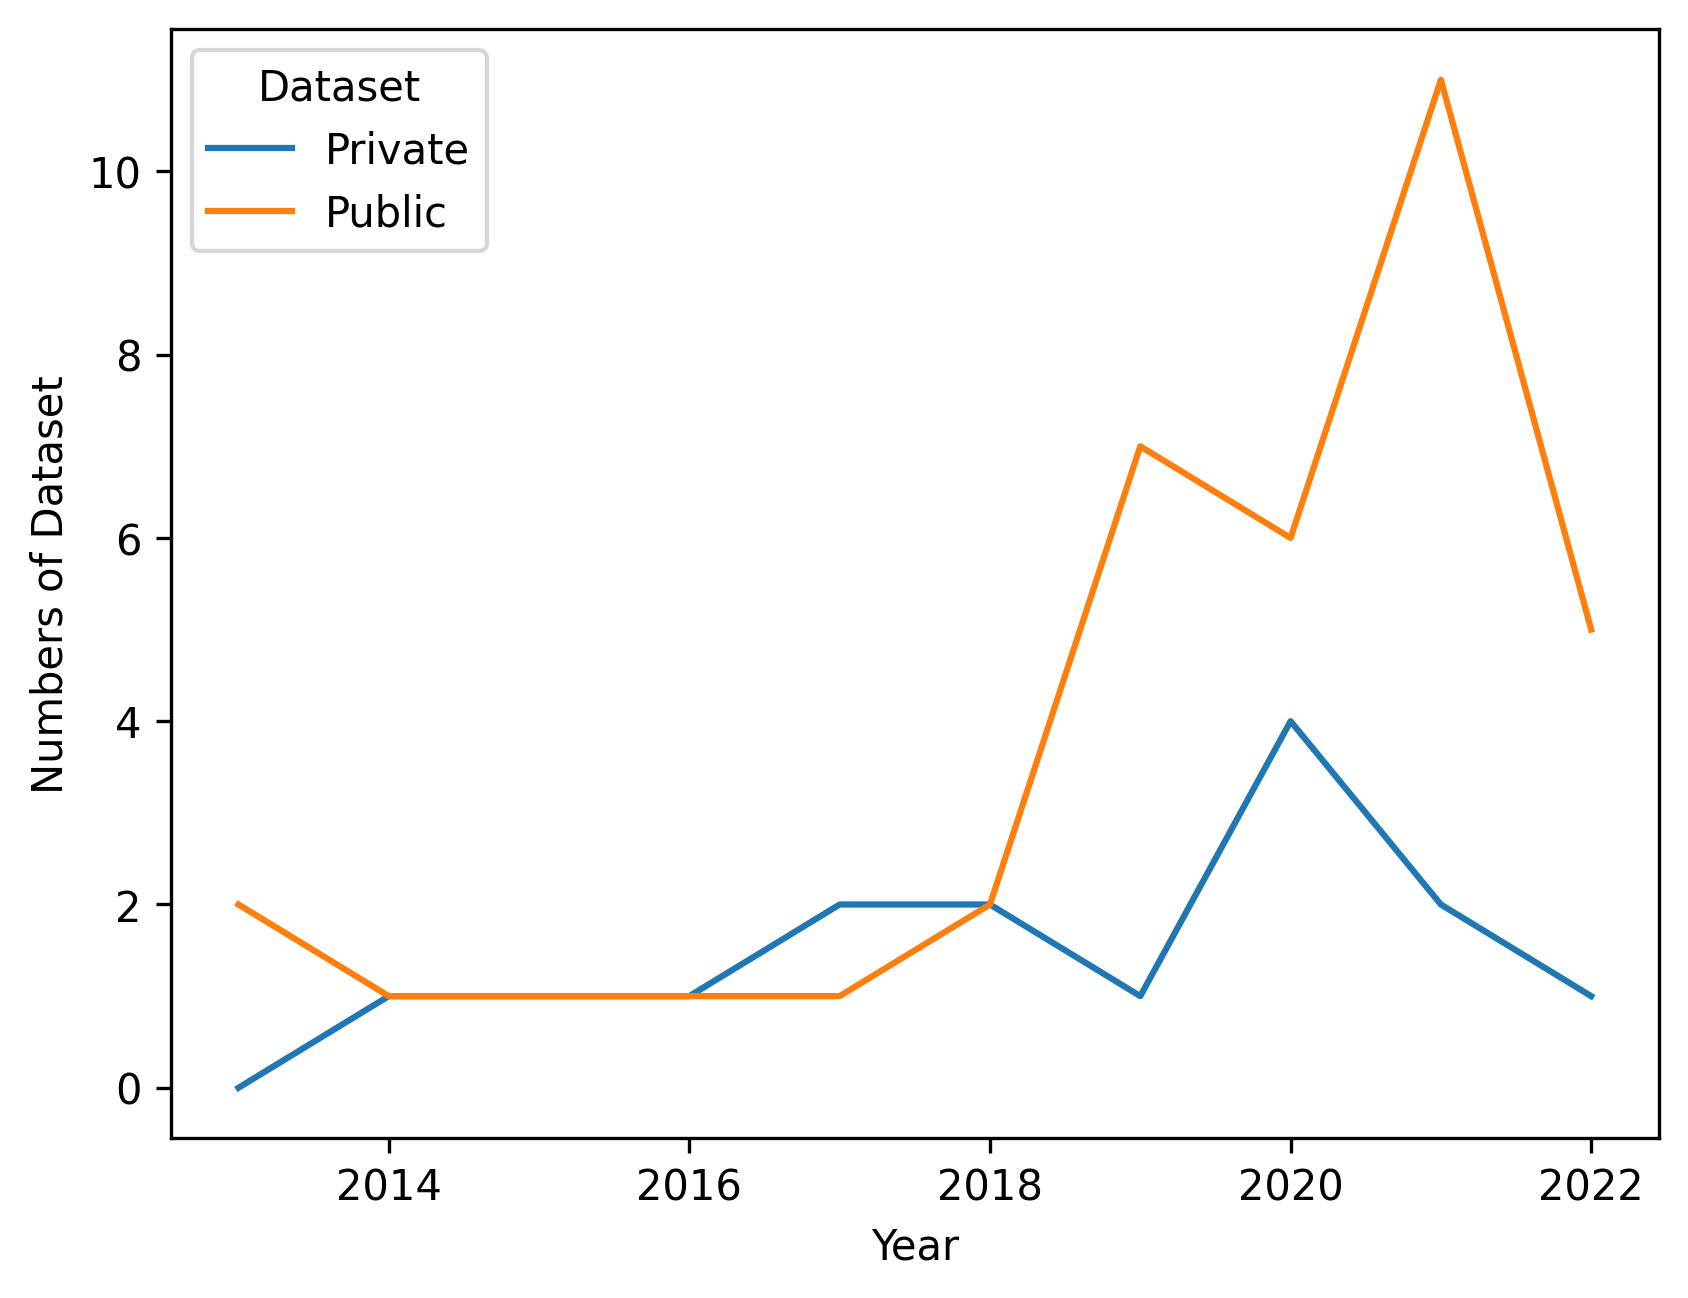 Dataset
Private
Public
10
8
6
4
2
0
Numbers of Dataset
2014 2016 2018 2020 2022
Year